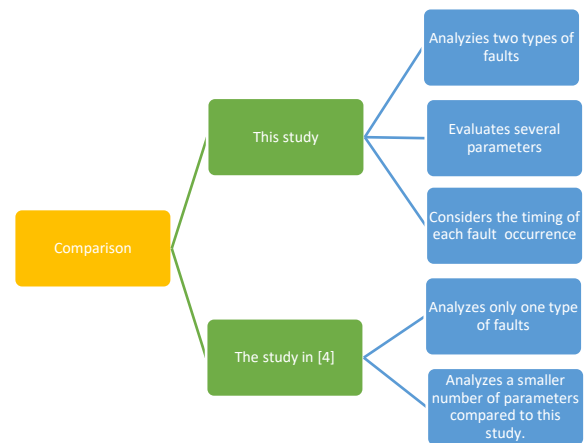 Analyzies two types of
faults
This study
Evaluates several
parameters
Considers the timing of
each fault occurrence
Comparison
The study in [4]
Analyzes only one type
of faults
Analyzes a smaller
number of parameters
compared to this
study.